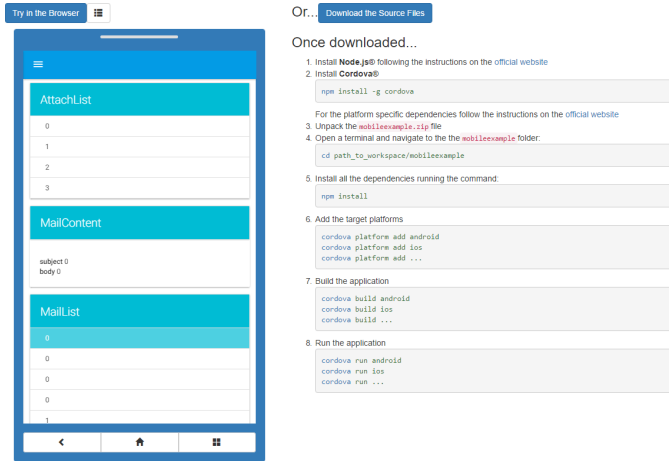 Try in the Browser
AttachList
0
1
2
3
MailContent
subject 0
body 0
MailList
0
0
0
0
1
Or... Download the Source Files
Once downloaded...
1. Install Node.js® following the instructions on the official website
2. Install Cordova®
npm install -g cordova
For the platform specific dependencies follow the instructions on the official website
3. Unpack the mobileexample.zip file
4. Open a terminal and navigate to the the mobileexample folder:
cd path_to_workspace/mobileexample
5. Install all the dependencies running the command:
npm install
6. Add the target platforms
cordova platform add android
cordova platform add ios
cordova platform add ...
7. Build the application
cordova build android
cordova build ios
cordova build ...
8. Run the application
cordova run android
cordova run ios
cordova run ...